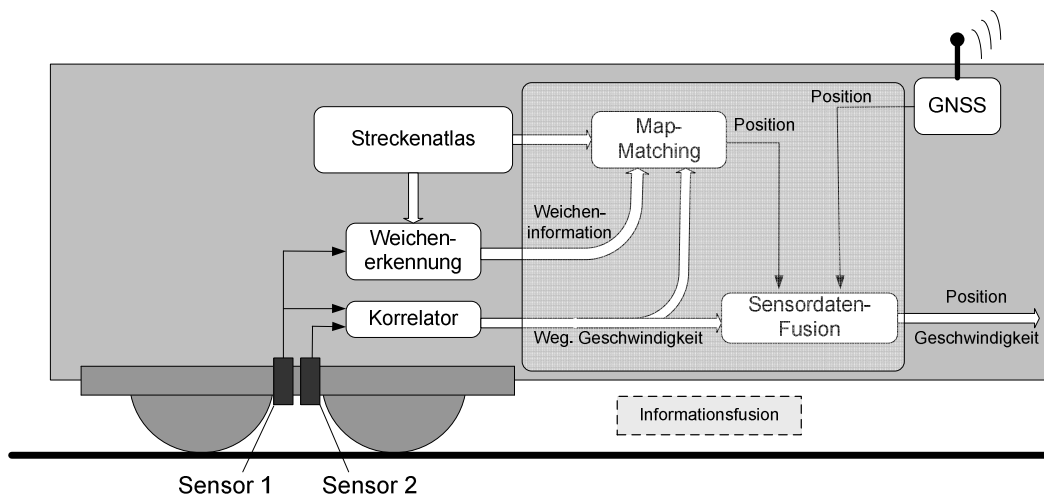 Position
GNSS
Streckenatlas
Map-
Matching
Position
Weichen-
information
Weichen-
erkennung
Korrelator
Weg. Geschwindigkeit
Sensordaten-
Fusion
Position
Geschwindigkeit
Informationsfusion
Sensor 1
Sensor 2